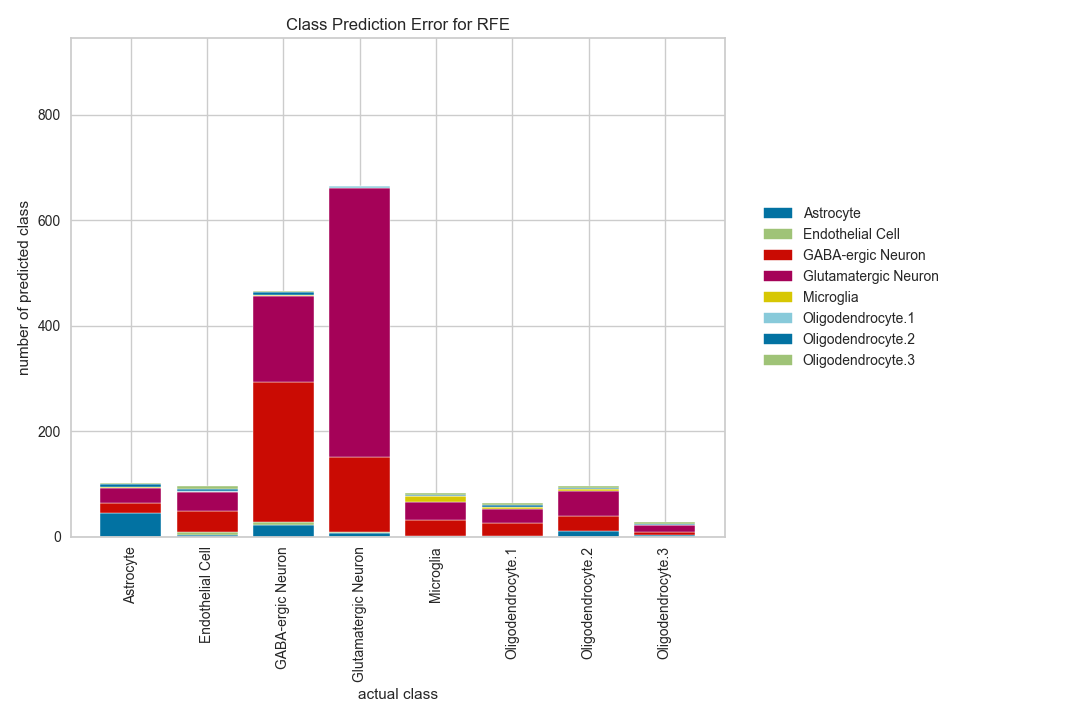 Class Prediction Error for RFE
800
600
400
200
0
number of predicted class
Astrocyte
Endothelial Cell
GABA-ergic Neuron
Glutamatergic Neuron
Microglia
Oligodendrocyte.1
Oligodendrocyte.2
Oligodendrocyte.3
actual class
Astrocyte
Endothelial Cell
GABA-ergic Neuron
Glutamatergic Neuron
Microglia
Oligodendrocyte.1
Oligodendrocyte.2
Oligodendrocyte.3